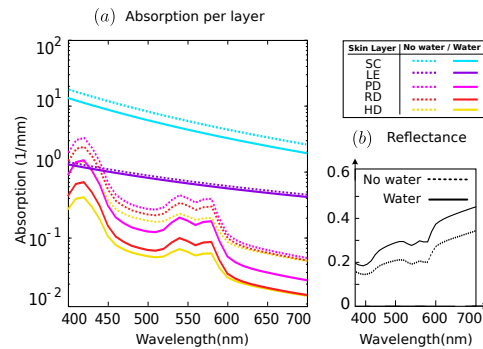 (a) Absorption per layer
10^2
10^1
10^0
10^-1
10^-2
Absorption (1/mm)
400 450 500 550 600 700
Wavelength(nm)
Skin Layer No water / Water
SC
LE
PD
RD
HD
(b) Reflectance
0.6
0.4
0.2
0
No water
Water
400 500 600 700
Wavelength(nm)